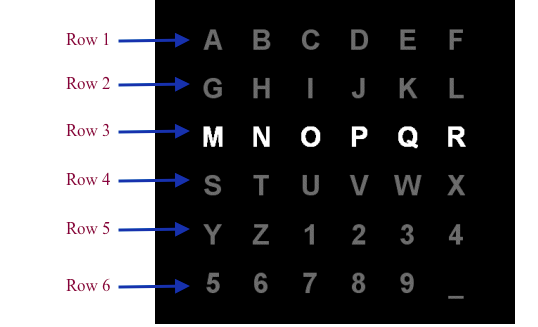 Row 1 A B C D E F
Row 2 G H I J K L
Row 3 M N O P Q R
Row 4 S T U V W X
Row 5 Y Z 1 2 3 4
Row 6 5 6 7 8 9 _